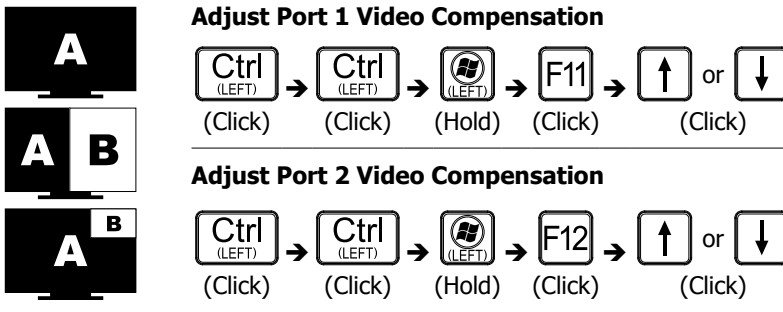 A
A B
A B
Adjust Port 1 Video Compensation
Ctrl (LEFT) → Ctrl (LEFT) → (LEFT) → F11 → ↑ or ↓
(Click) (Click) (Hold) (Click) (Click)
Adjust Port 2 Video Compensation
Ctrl (LEFT) → Ctrl (LEFT) → (LEFT) → F12 → ↑ or ↓
(Click) (Click) (Hold) (Click) (Click)